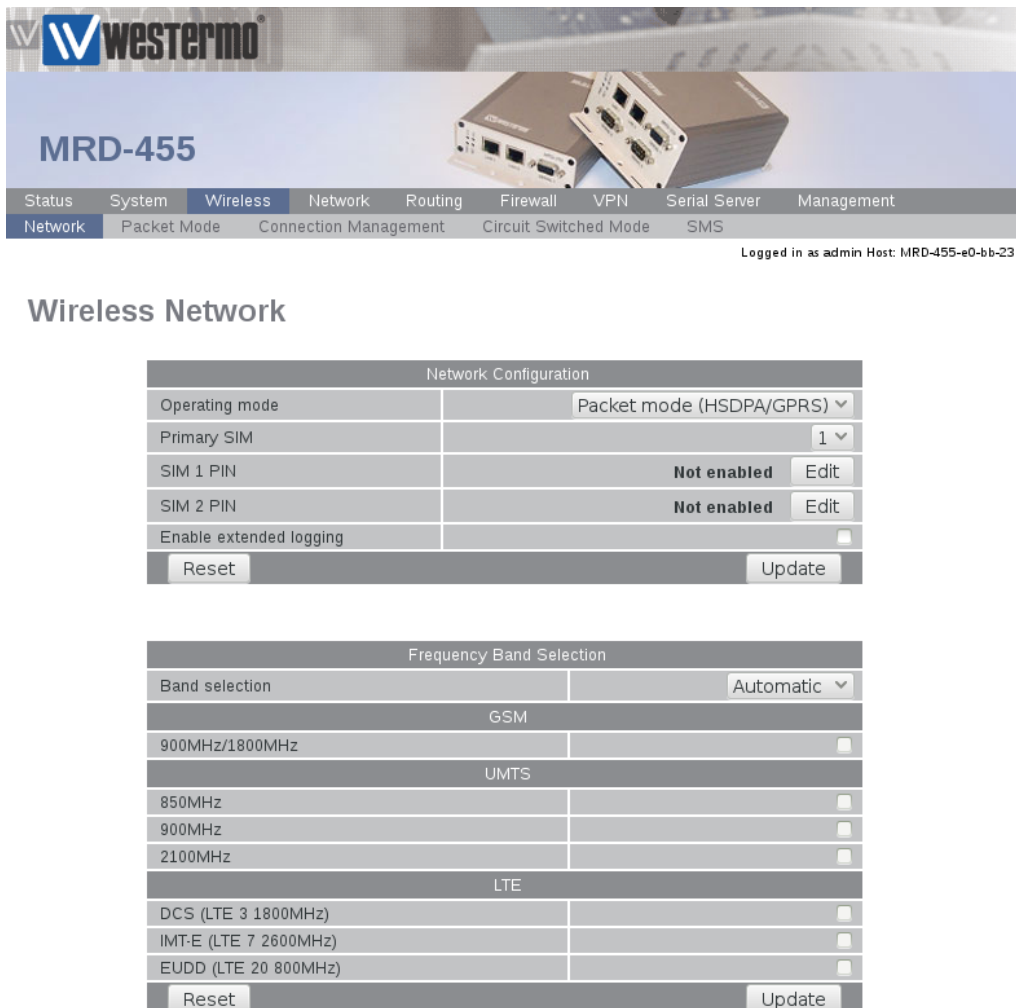 westermo®
MRD-455
Status System Wireless Network Routing Firewall VPN Serial Server Management
Network Packet Mode Connection Management Circuit Switched Mode SMS
Logged in as admin Host: MRD-455-e0-bb-23
Wireless Network
Network Configuration
Operating mode Packet mode (HSDPA/GPRS)
Primary SIM 1
SIM 1 PIN Not enabled Edit
SIM 2 PIN Not enabled Edit
Enable extended logging
Reset Update
Frequency Band Selection
Band selection Automatic
GSM
900MHz/1800MHz
UMTS
850MHz
900MHz
2100MHz
LTE
DCS (LTE 3 1800MHz)
IMT-E (LTE 7 2600MHz)
EUDD (LTE 20 800MHz)
Reset Update